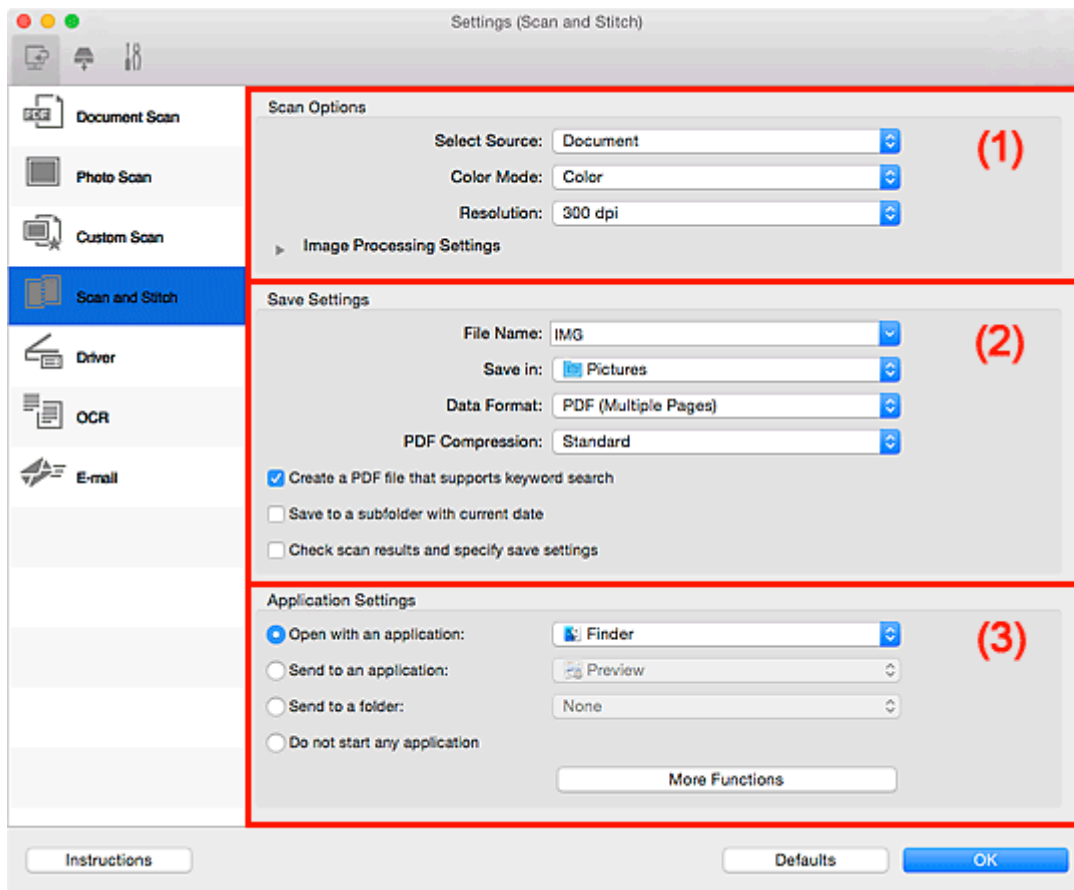 Settings (Scan and Stitch)
Document Scan
Photo Scan
Custom Scan
Scan and Stitch
Driver
OCR
E-mail
Scan Options
(1)
Select Source: Document
Color Mode: Color
Resolution: 300 dpi
Image Processing Settings
Save Settings
(2)
File Name: IMG
Save in: Pictures
Data Format: PDF (Multiple Pages)
PDF Compression: Standard
Create a PDF file that supports keyword search
Save to a subfolder with current date
Check scan results and specify save settings
Application Settings
(3)
Open with an application: Finder
Send to an application: Preview
Send to a folder: None
Do not start any application
More Functions
Instructions
Defaults
OK